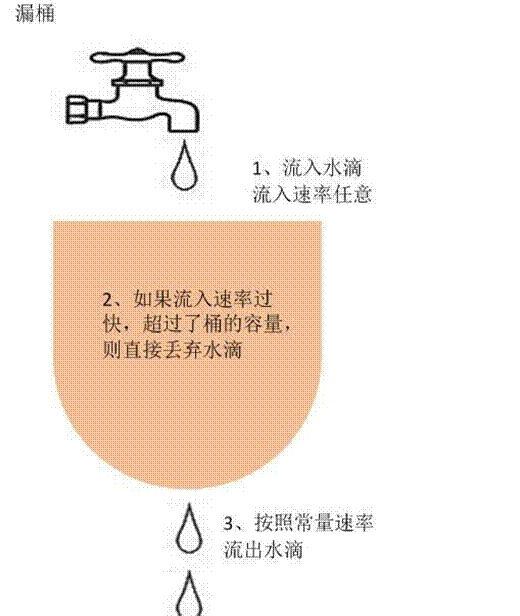 漏桶
1、流入水滴
流入速率任意
2、如果流入速率过
快，超过了桶的容量，
则直接丢弃水滴
3、按照常量速率
流出水滴